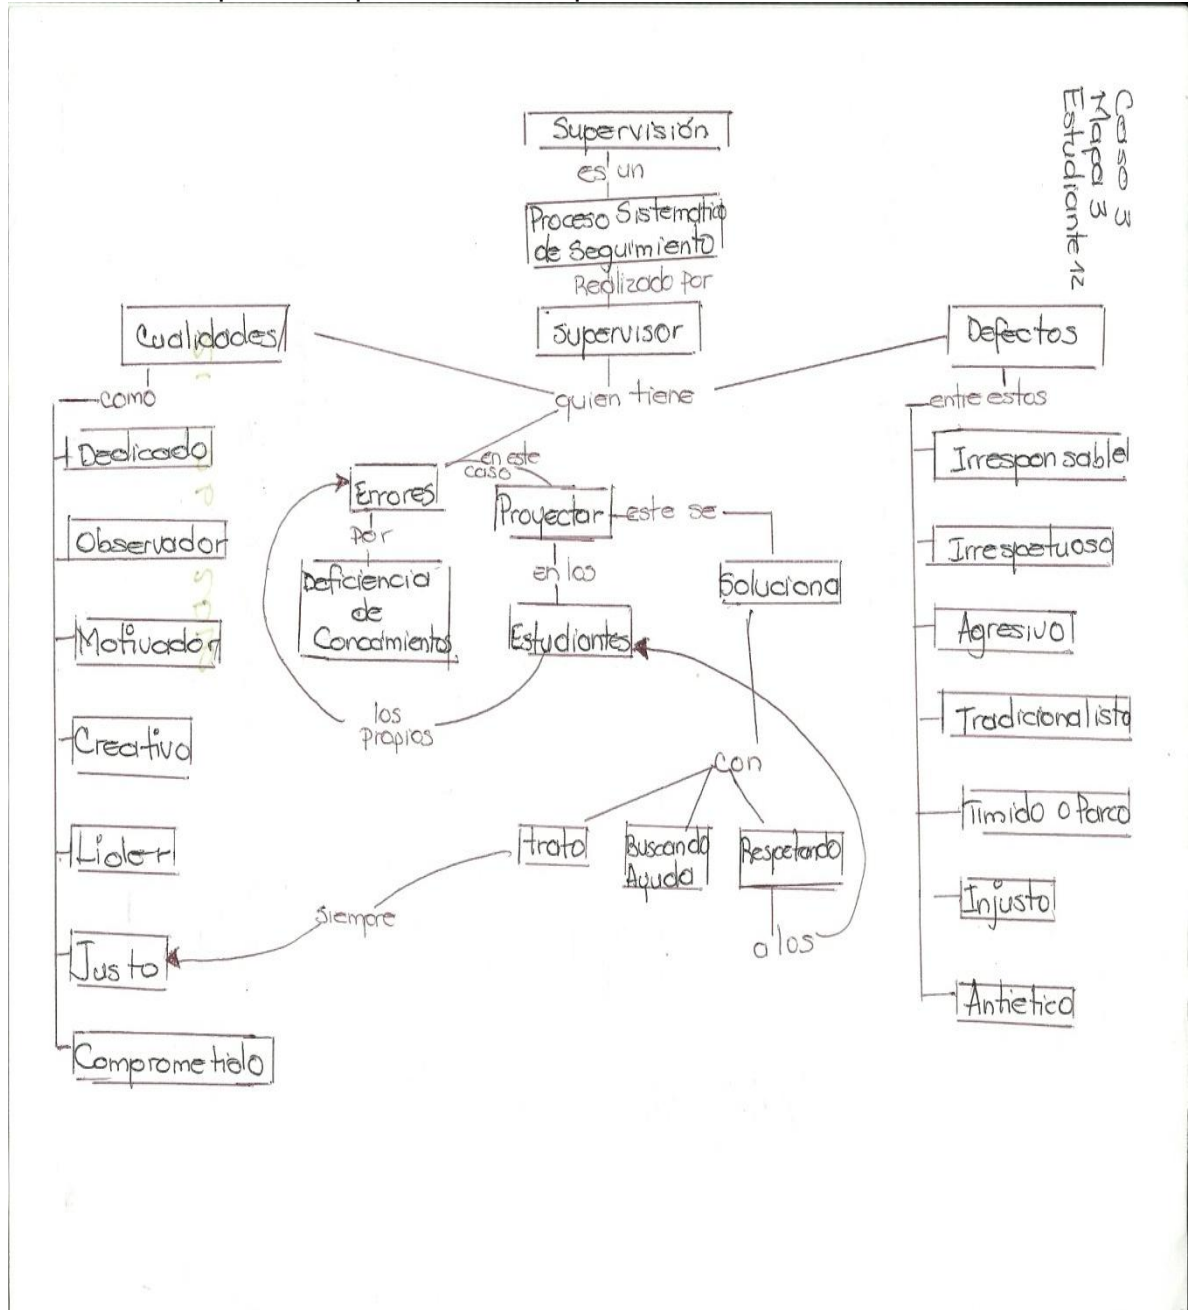 Caso 3
Mapa 3
Estudiante 12
Supervisión
es un
Proceso Sistematico
de Seguimiento
Realizado por
Supervisor
quien tiene
Cualidades
como
Dedicado
Observador
Motivador
Creativo
Lider
Justo
Comprometido
Errores
por
Deficiencia
de
Conocimientos
en este
caso
Proyectar
en los
Estudiantes
los
propios
este se
Soluciona
con
trato
siempre
Buscando
Ayuda
Respetando
a los
Defectos
entre estos
Irresponsable
Irrespetuoso
Agresivo
Tradicionalista
Timido o Parco
Injusto
Antietico